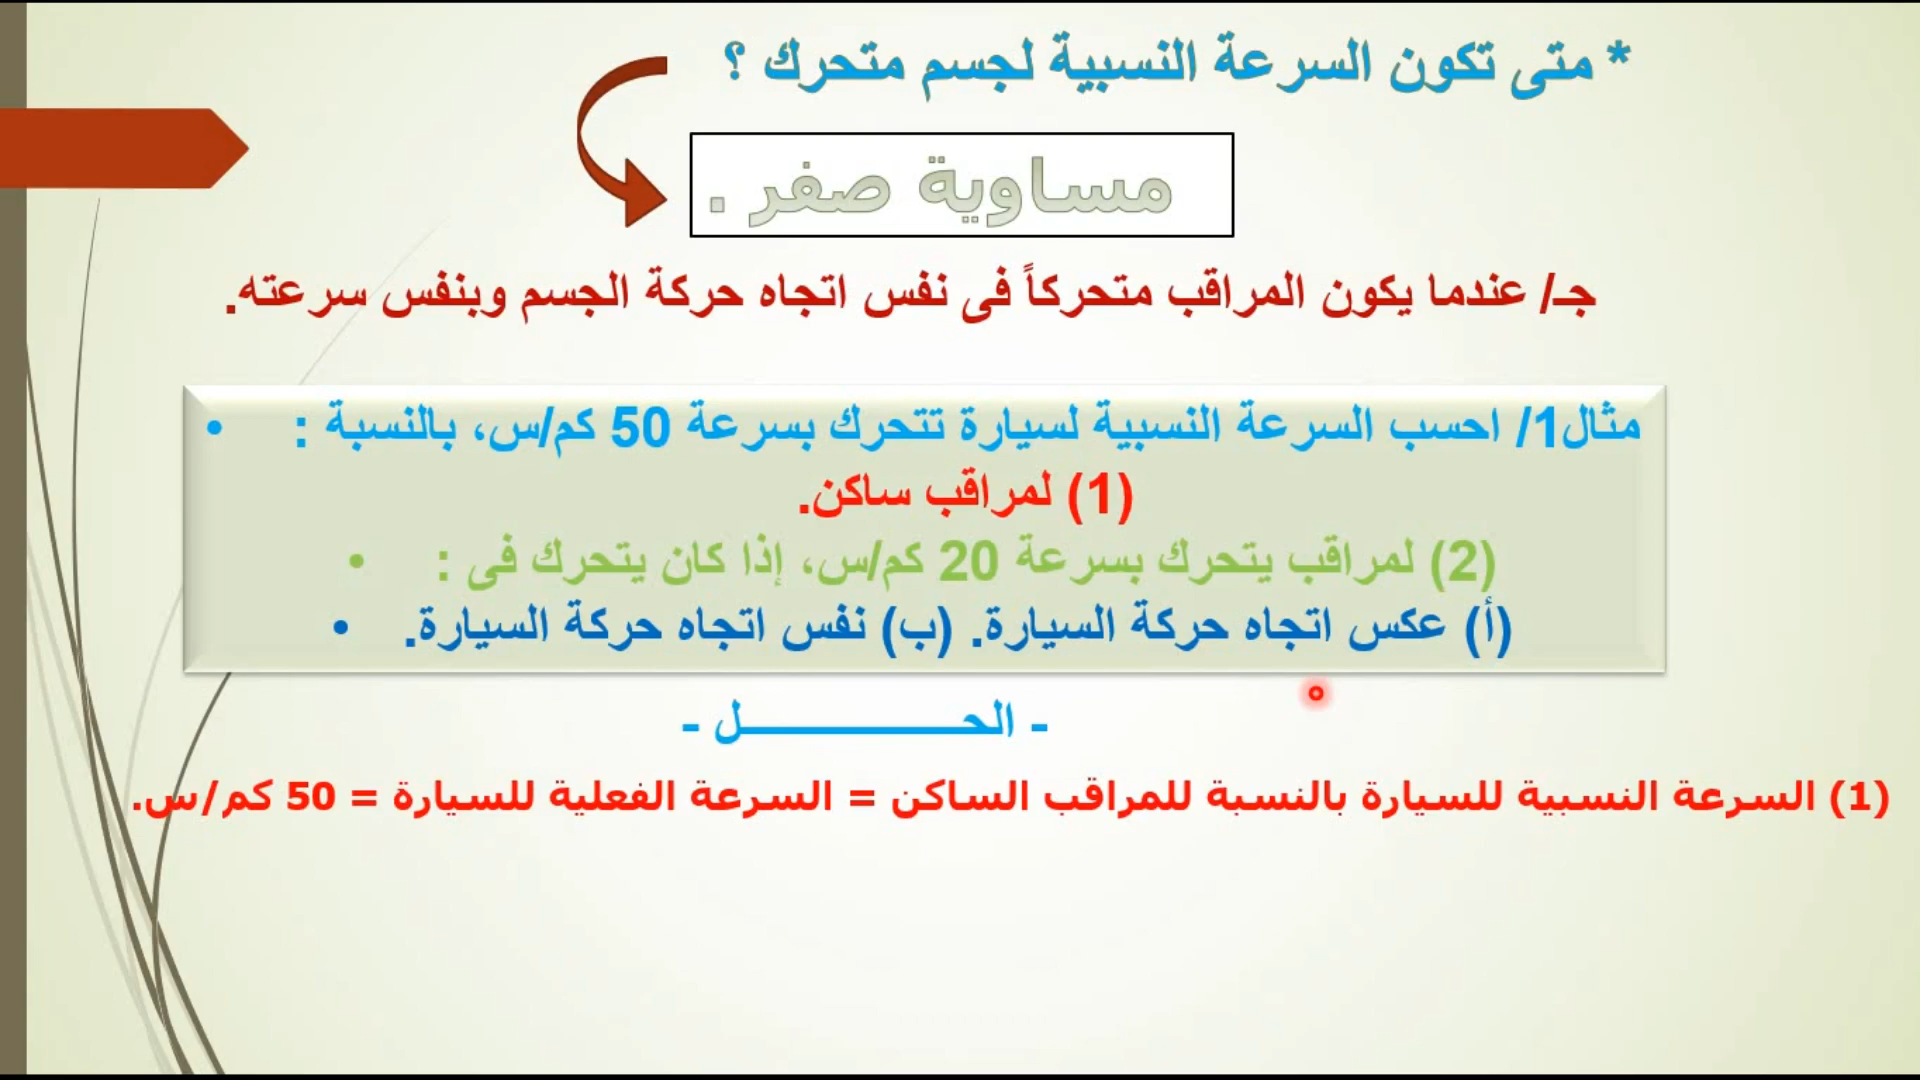 * متى تكون السرعة النسبية لجسم متحرك ؟
مساوية صفر .
جـ/ عندما يكون المراقب متحركاً فى نفس اتجاه حركة الجسم وبنفس سرعته.
• مثال1/ احسب السرعة النسبية لسيارة تتحرك بسرعة 50 كم/س، بالنسبة :
(1) لمراقب ساكن.
• (2) لمراقب يتحرك بسرعة 20 كم/س، إذا كان يتحرك فى :
• (أ) عكس اتجاه حركة السيارة. (ب) نفس اتجاه حركة السيارة.
- الحـــــــــــــل -
(1) السرعة النسبية للسيارة بالنسبة للمراقب الساكن = السرعة الفعلية للسيارة = 50 كم/س.